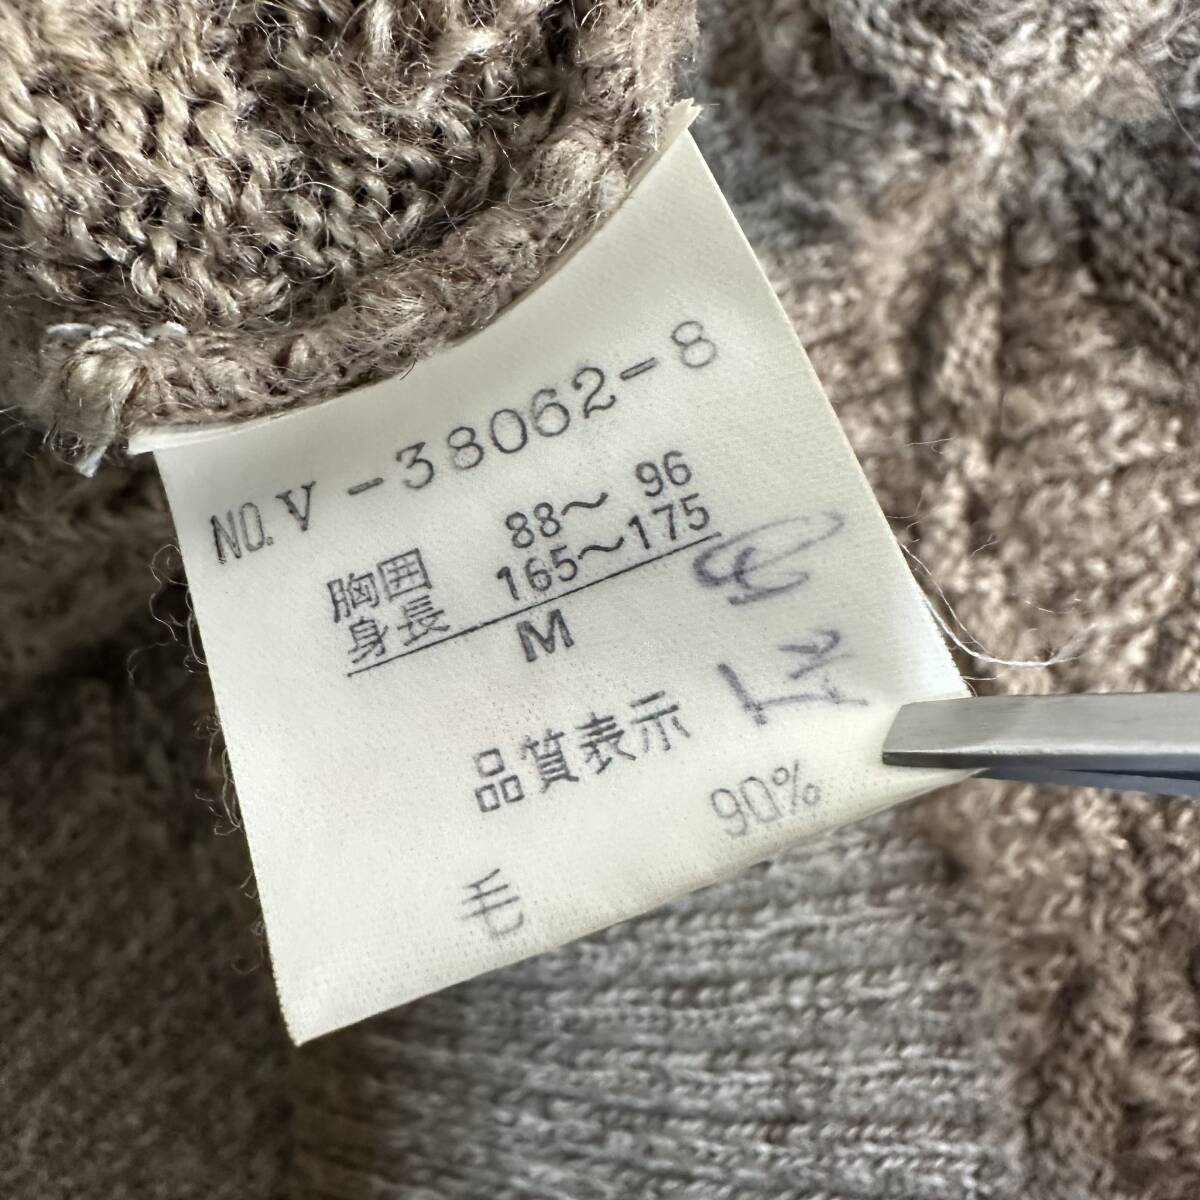 NO. V-38062-8
胸囲 88～ 96
身長 165～175
M
品質表示
毛 90%